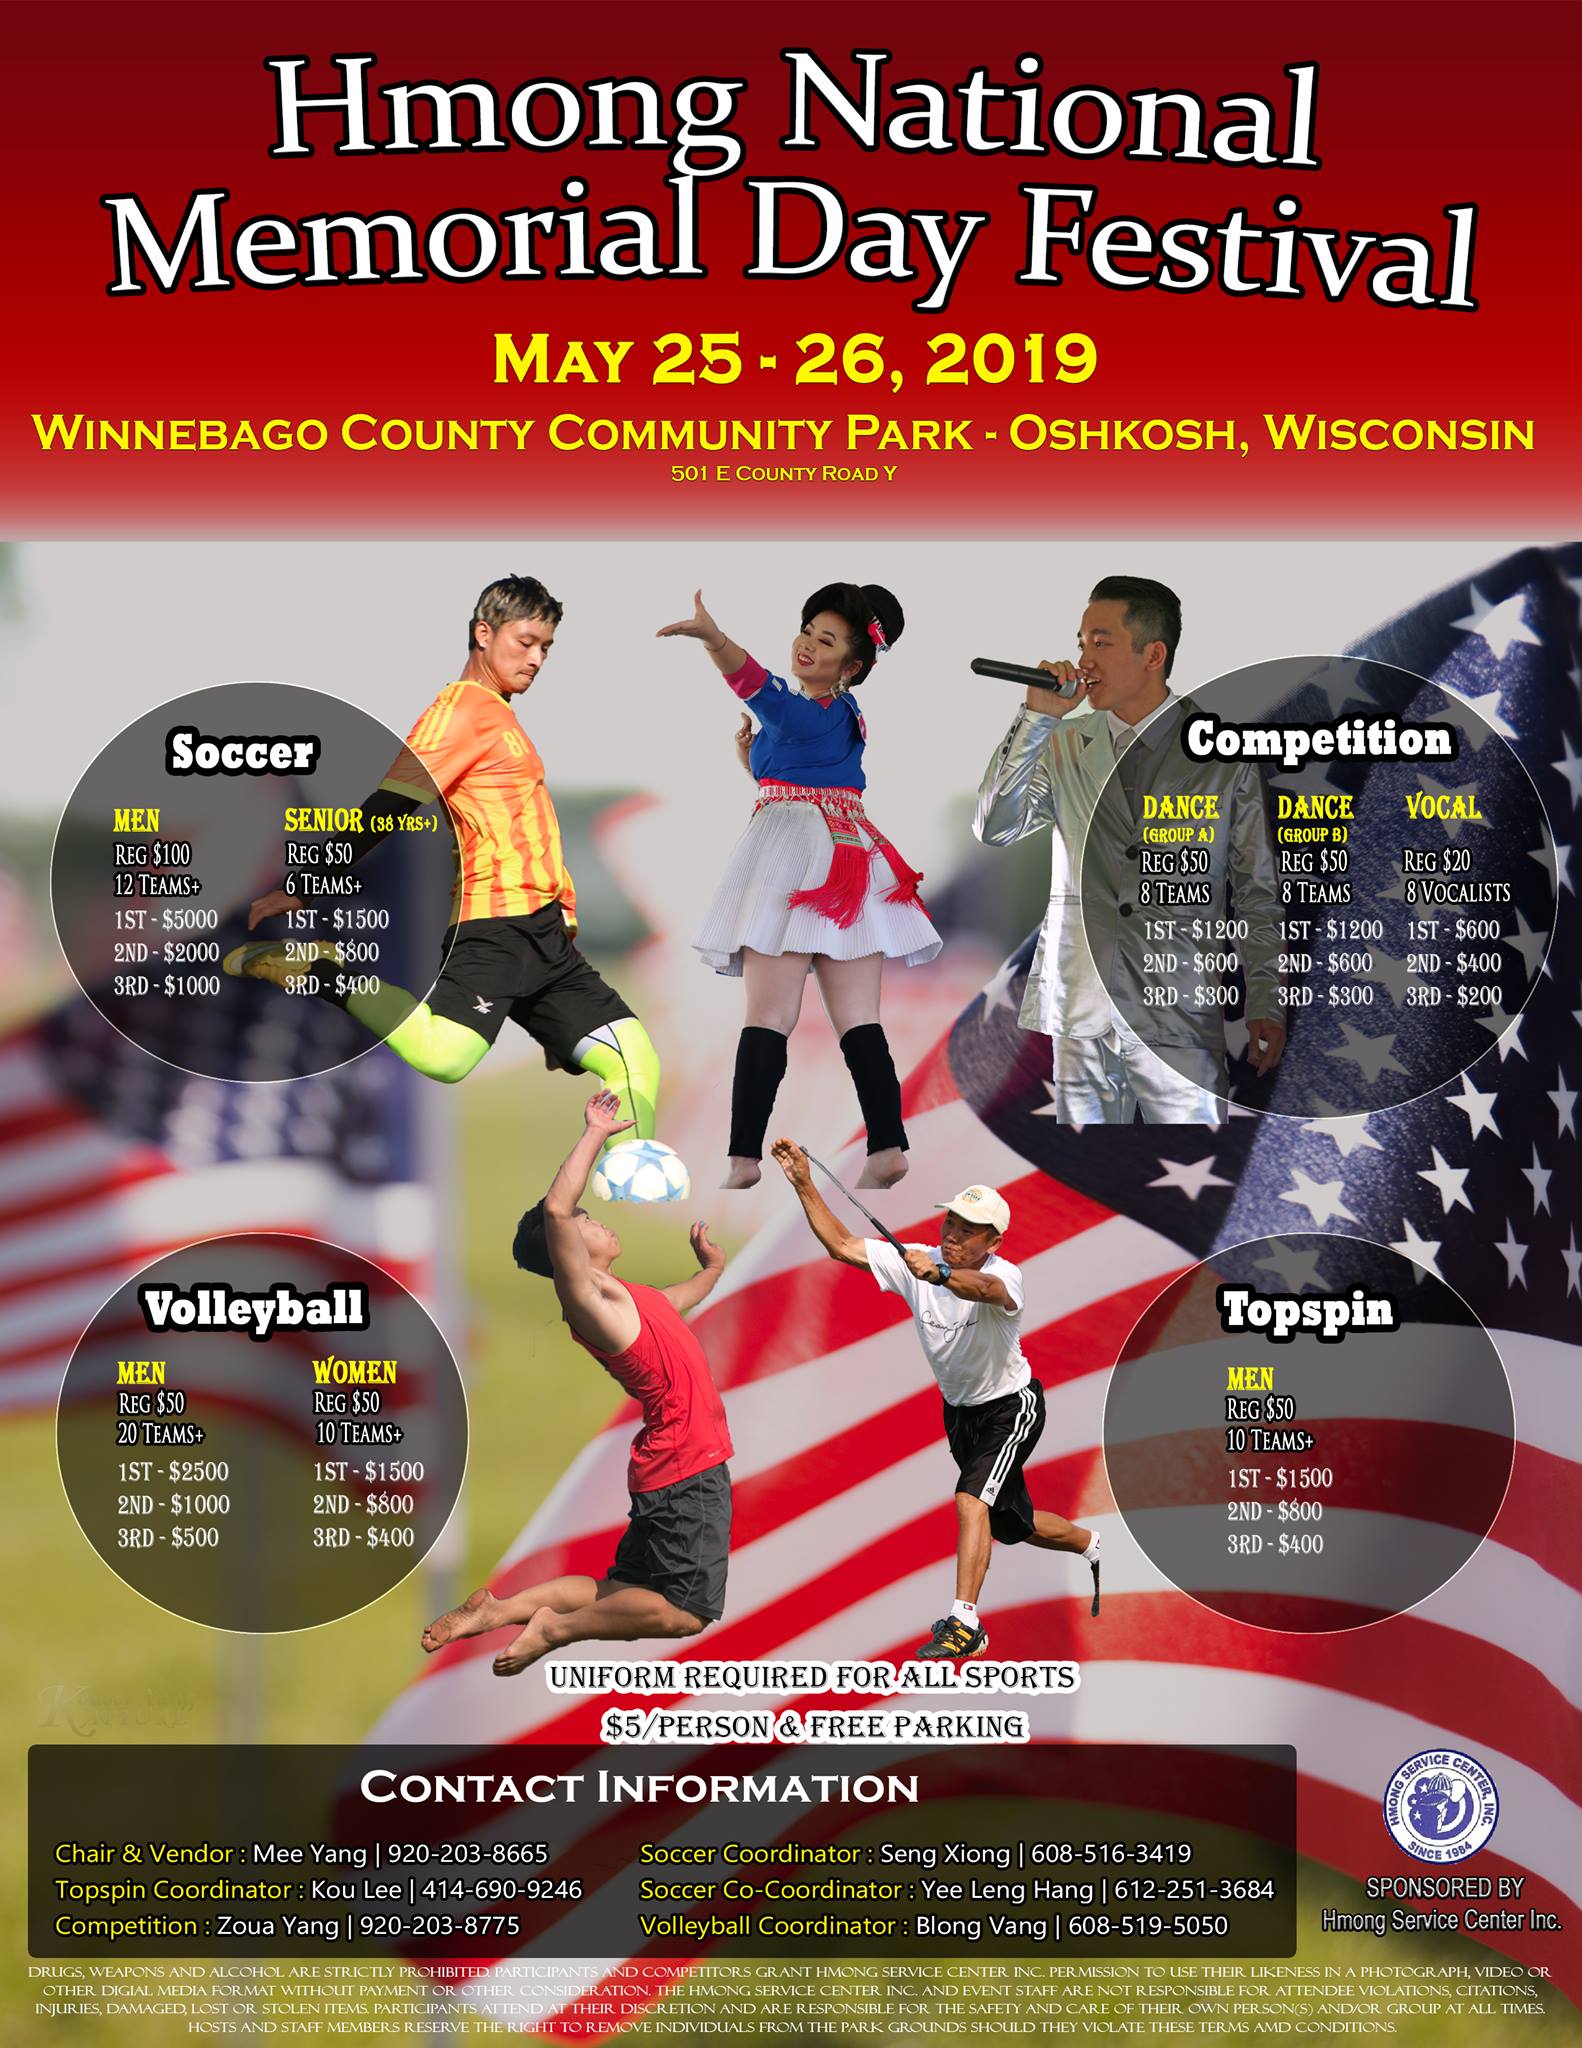 Hmong National
Memorial Day Festival
May 25 - 26, 2019
Winnebago County Community Park - Oshkosh, Wisconsin
501 E County Road Y
Soccer
MEN
Reg $100
12 Teams+
1st - $5000
2nd - $2000
3rd - $1000
SENIOR (38 YRS+)
Reg $50
6 Teams+
1st - $1500
2nd - $800
3rd - $400
Competition
DANCE
(GROUP A)
Reg $50
8 Teams
1st - $1200
2nd - $600
3rd - $300
DANCE
(GROUP B)
Reg $50
8 Teams
1st - $1200
2nd - $600
3rd - $300
VOCAL
Reg $20
8 Vocalists
1st - $600
2nd - $400
3rd - $200
81
Volleyball
MEN
Reg $50
20 Teams+
1st - $2500
2nd - $1000
3rd - $500
WOMEN
Reg $50
10 Teams+
1st - $1500
2nd - $800
3rd - $400
Topspin
MEN
Reg $50
10 Teams+
1st - $1500
2nd - $800
3rd - $400
UNIFORM REQUIRED FOR ALL SPORTS
$5/PERSON & FREE PARKING
Contact Information
Chair & Vendor : Mee Yang | 920-203-8665
Topspin Coordinator : Kou Lee | 414-690-9246
Competition : Zoua Yang | 920-203-8775
Soccer Coordinator : Seng Xiong | 608-516-3419
Soccer Co-Coordinator : Yee Leng Hang | 612-251-3684
Volleyball Coordinator : Blong Vang | 608-519-5050
HMONG SERVICE CENTER, INC.
SINCE 1984
SPONSORED BY
Hmong Service Center Inc.
DRUGS, WEAPONS AND ALCOHOL ARE STRICTLY PROHIBITED. PARTICIPANTS AND COMPETITORS GRANT HMONG SERVICE CENTER INC. PERMISSION TO USE THEIR LIKENESS IN A PHOTOGRAPH, VIDEO OR
OTHER DIGIAL MEDIA FORMAT WITHOUT PAYMENT OR OTHER CONSIDERATION. THE HMONG SERVICE CENTER INC. AND EVENT STAFF ARE NOT RESPONSIBLE FOR ATTENDEE VIOLATIONS, CITATIONS,
INJURIES, DAMAGED, LOST OR STOLEN ITEMS. PARTICIPANTS ATTEND AT THEIR DISCRETION AND ARE RESPONSIBLE FOR THE SAFETY AND CARE OF THEIR OWN PERSON(S) AND/OR GROUP AT ALL TIMES.
HOSTS AND STAFF MEMBERS RESERVE THE RIGHT TO REMOVE INDIVIDUALS FROM THE PARK GROUNDS SHOULD THEY VIOLATE THESE TERMS AMD CONDITIONS.